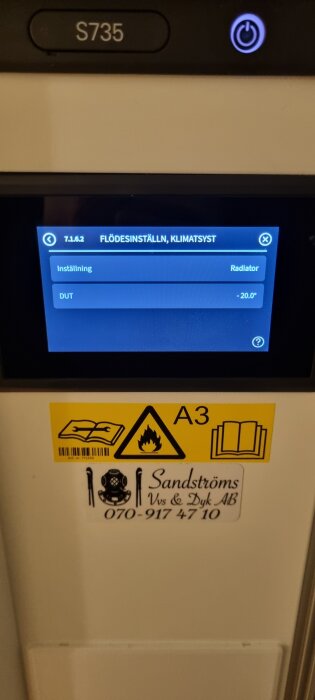 S735
7.1.6.2 FLÖDESINSTÄLLN, KLIMATSYST
Inställning Radiator
DUT - 20.0°
A3
Sandströms
Vvs & Dyk AB
070-917 47 10